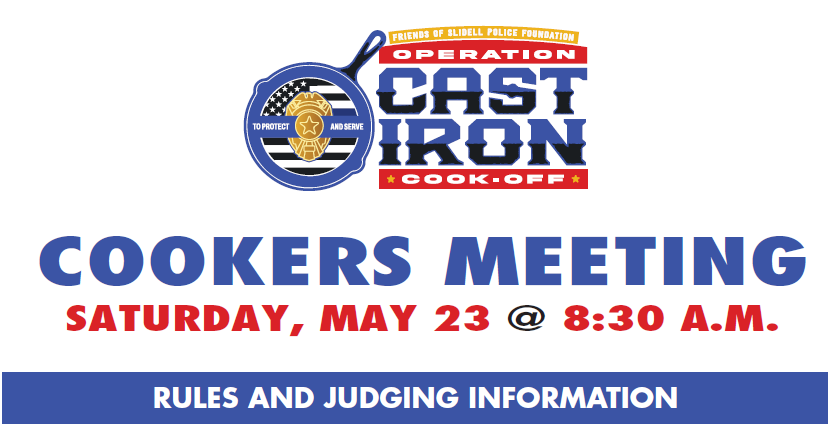 FRIENDS OF SLIDELL POLICE FOUNDATION
OPERATION
CAST
IRON
COOK-OFF
TO PROTECT AND SERVE
COOKERS MEETING
SATURDAY, MAY 23 @ 8:30 A.M.
RULES AND JUDGING INFORMATION